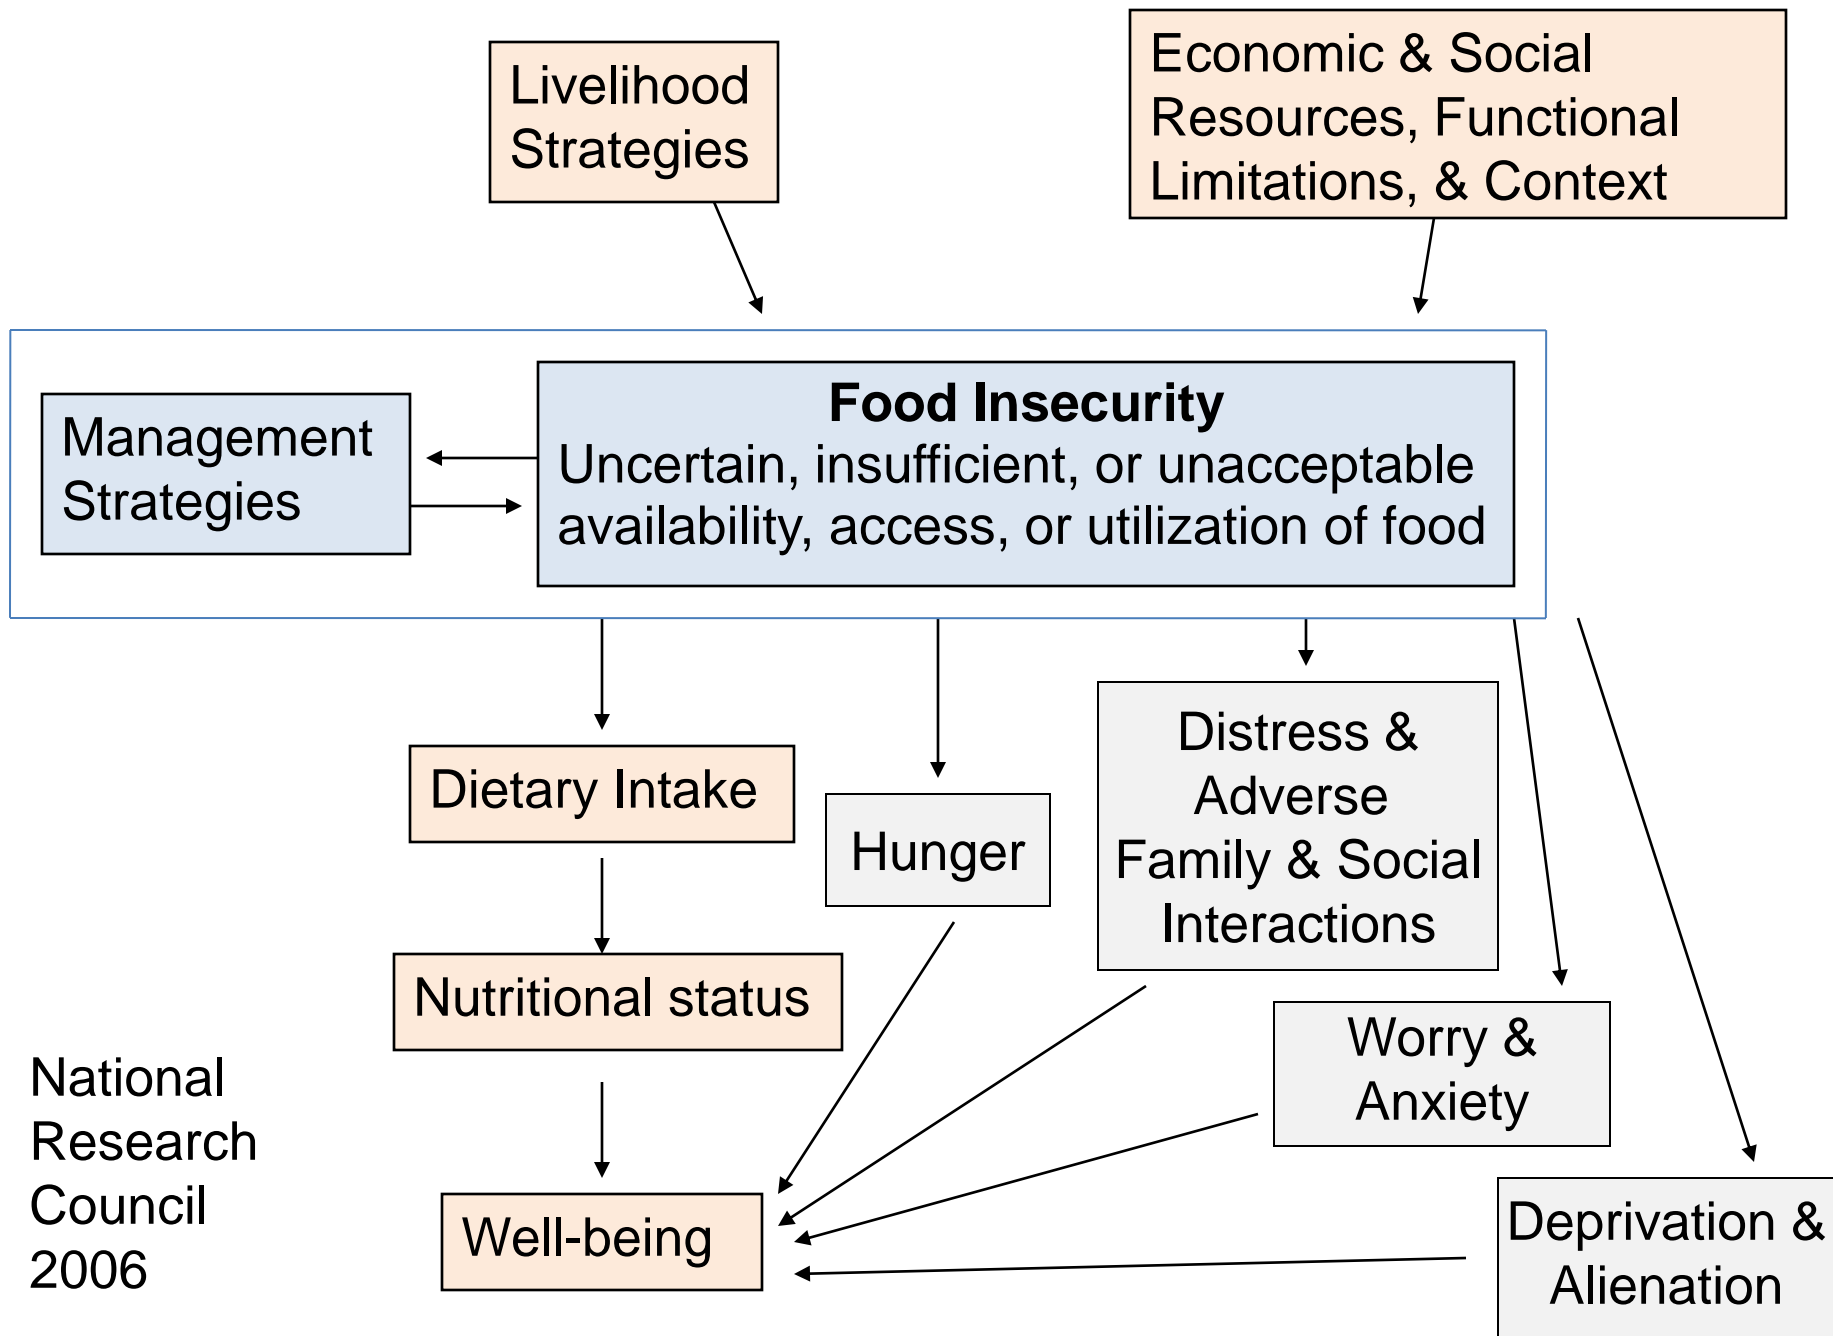 Livelihood
Strategies
Economic & Social
Resources, Functional
Limitations, & Context
Management
Strategies
Food Insecurity
Uncertain, insufficient, or unacceptable
availability, access, or utilization of food
Dietary Intake
Hunger
Distress &
Adverse
Family & Social
Interactions
Nutritional status
Worry &
Anxiety
National
Research
Council
2006
Well-being
Deprivation &
Alienation